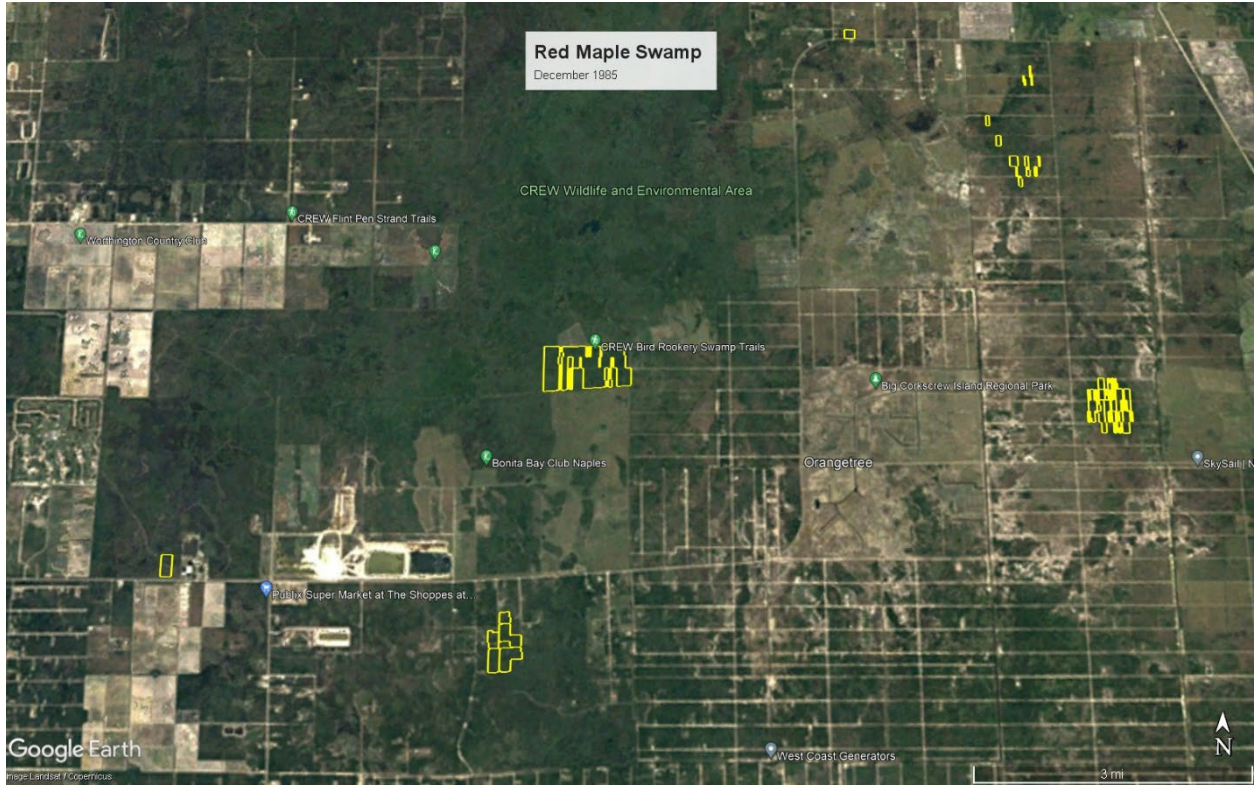 Red Maple Swamp
December 1985
CREW Wildlife and Environmental Area
CREW Flint Pen Strand Trails
Worthington Country Club
CREW Bird Rookery Swamp Trails
Big Corkscrew Island Regional Park
Bonita Bay Club Naples
Orangetree
SkySail | N
Publix Super Market at The Shoppes at...
West Coast Generators
N
Google Earth
Image Landsat / Copernicus
3 mi